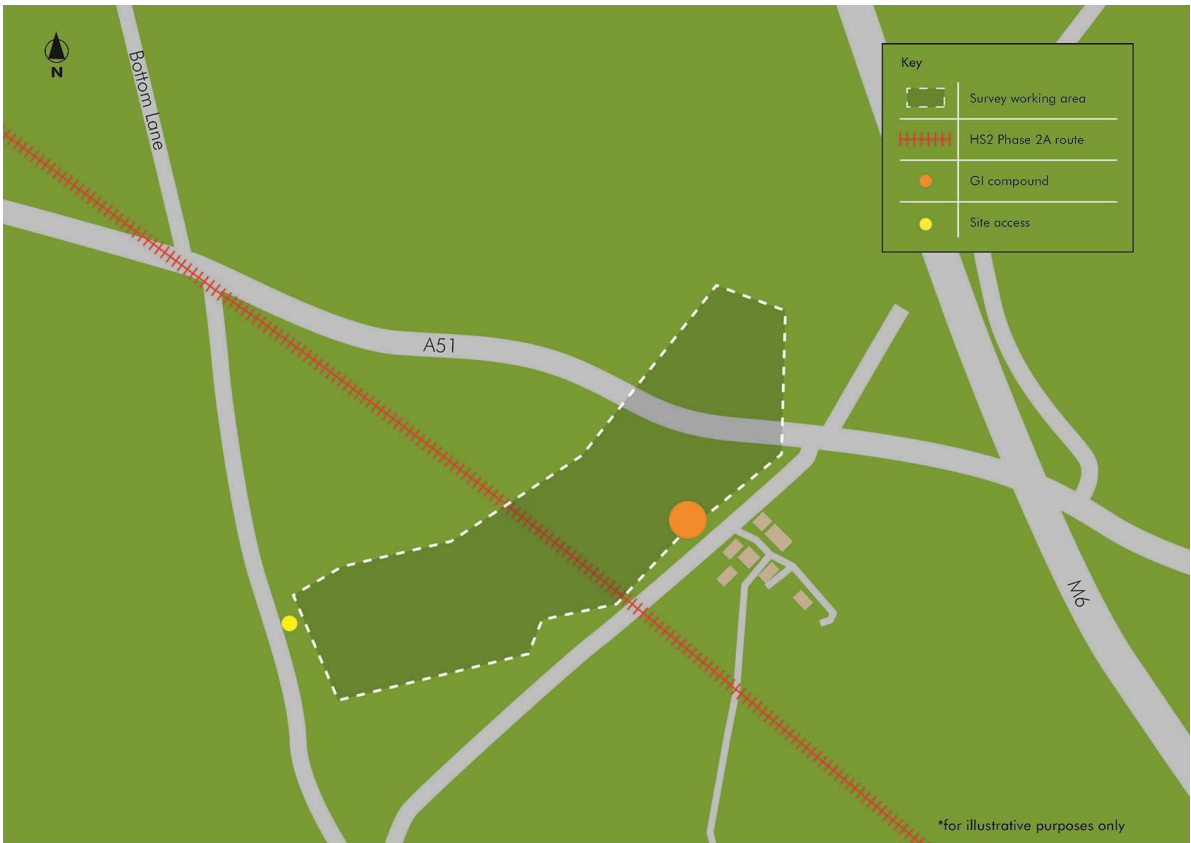 N
Bottom Lane
Key
Survey working area
HS2 Phase 2A route
GI compound
Site access
A51
M6
*for illustrative purposes only